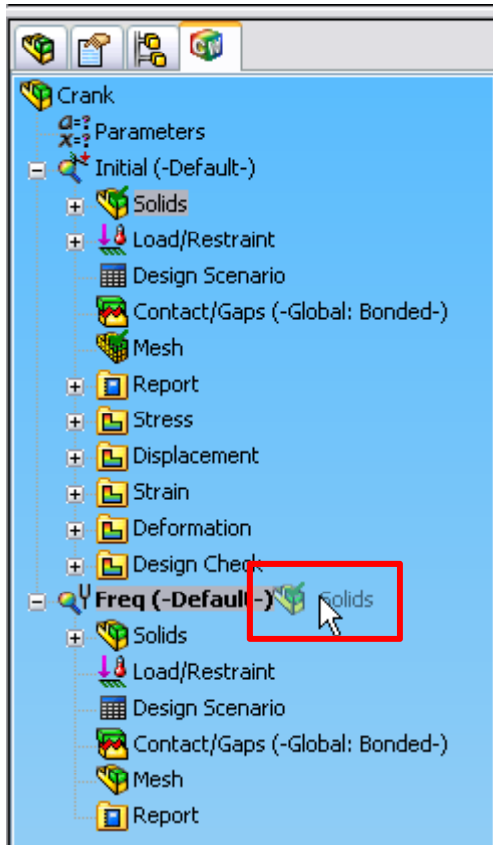 Crank
a=?
x=? Parameters
Initial (-Default-)
Solids
Load/Restraint
Design Scenario
Contact/Gaps (-Global: Bonded-)
Mesh
Report
Stress
Displacement
Strain
Deformation
Design Check
Freq (-Default-) Solids
Solids
Load/Restraint
Design Scenario
Contact/Gaps (-Global: Bonded-)
Mesh
Report